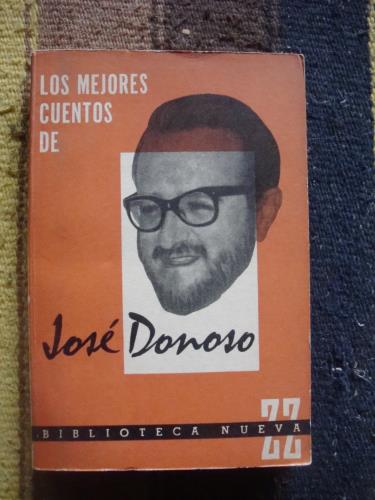 LOS MEJORES
CUENTOS
DE
José Donoso
ZZ
BIBLIOTECA NUEVA